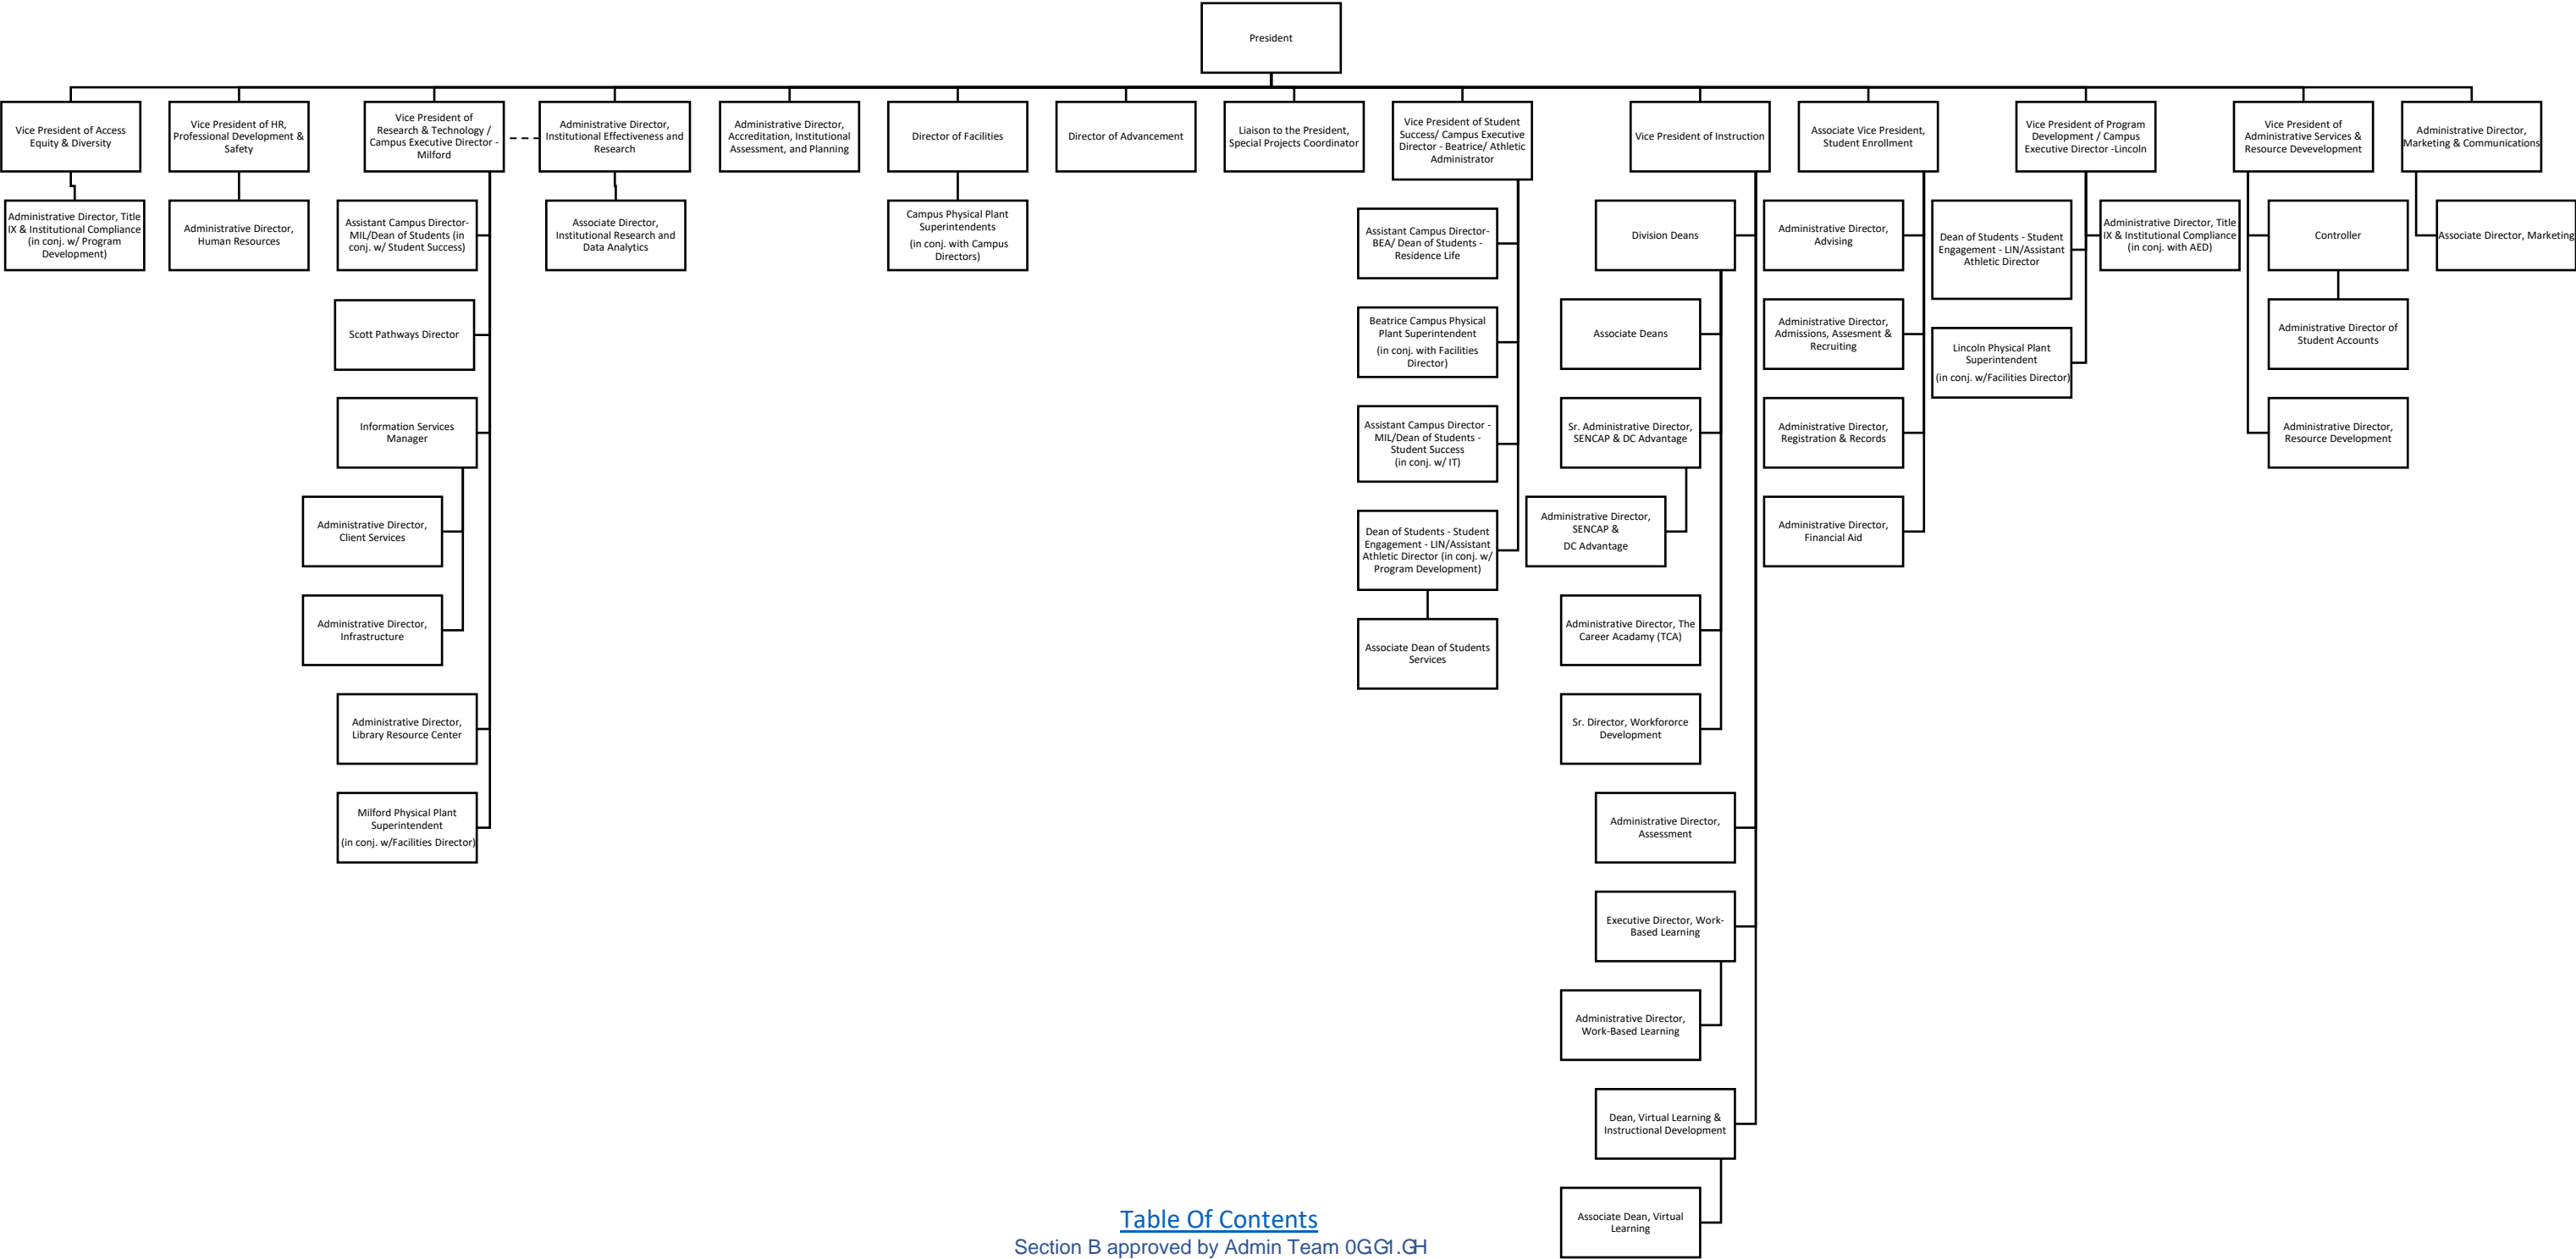 President
Vice President of Access
Equity & Diversity
Administrative Director, Title
IX & Institutional Compliance
(in conj. w/ Program
Development)
Vice President of HR,
Professional Development &
Safety
Administrative Director,
Human Resources
Vice President of
Research & Technology /
Campus Executive Director -
Milford
Assistant Campus Director-
MIL/Dean of Students (in
conj. w/ Student Success)
Scott Pathways Director
Information Services
Manager
Administrative Director,
Client Services
Administrative Director,
Infrastructure
Administrative Director,
Library Resource Center
Milford Physical Plant
Superintendent
(in conj. w/Facilities Director)
Administrative Director,
Institutional Effectiveness and
Research
Associate Director,
Institutional Research and
Data Analytics
Administrative Director,
Accreditation, Institutional
Assessment, and Planning
Director of Facilities
Campus Physical Plant
Superintendents
(in conj. with Campus
Directors)
Director of Advancement
Liaison to the President,
Special Projects Coordinator
Vice President of Student
Success/ Campus Executive
Director - Beatrice/ Athletic
Administrator
Assistant Campus Director-
BEA/ Dean of Students -
Residence Life
Beatrice Campus Physical
Plant Superintendent
(in conj. with Facilities
Director)
Assistant Campus Director -
MIL/Dean of Students -
Student Success
(in conj. w/ IT)
Dean of Students - Student
Engagement - LIN/Assistant
Athletic Director (in conj. w/
Program Development)
Associate Dean of Students
Services
Vice President of Instruction
Division Deans
Associate Deans
Sr. Administrative Director,
SENCAP & DC Advantage
Administrative Director,
SENCAP &
DC Advantage
Administrative Director, The
Career Acadamy (TCA)
Sr. Director, Workfororce
Development
Administrative Director,
Assessment
Executive Director, Work-
Based Learning
Administrative Director,
Work-Based Learning
Dean, Virtual Learning &
Instructional Development
Associate Dean, Virtual
Learning
Associate Vice President,
Student Enrollment
Administrative Director,
Advising
Administrative Director,
Admissions, Assesment &
Recruiting
Administrative Director,
Registration & Records
Administrative Director,
Financial Aid
Vice President of Program
Development / Campus
Executive Director -Lincoln
Dean of Students - Student
Engagement - LIN/Assistant
Athletic Director
Lincoln Physical Plant
Superintendent
(in conj. w/Facilities Director)
Administrative Director, Title
IX & Institutional Compliance
(in conj. with AED)
Vice President of
Administrative Services &
Resource Devevelopment
Controller
Administrative Director of
Student Accounts
Administrative Director,
Resource Development
Administrative Director,
Marketing & Communications
Associate Director, Marketing
Table Of Contents
Section B approved by Admin Team